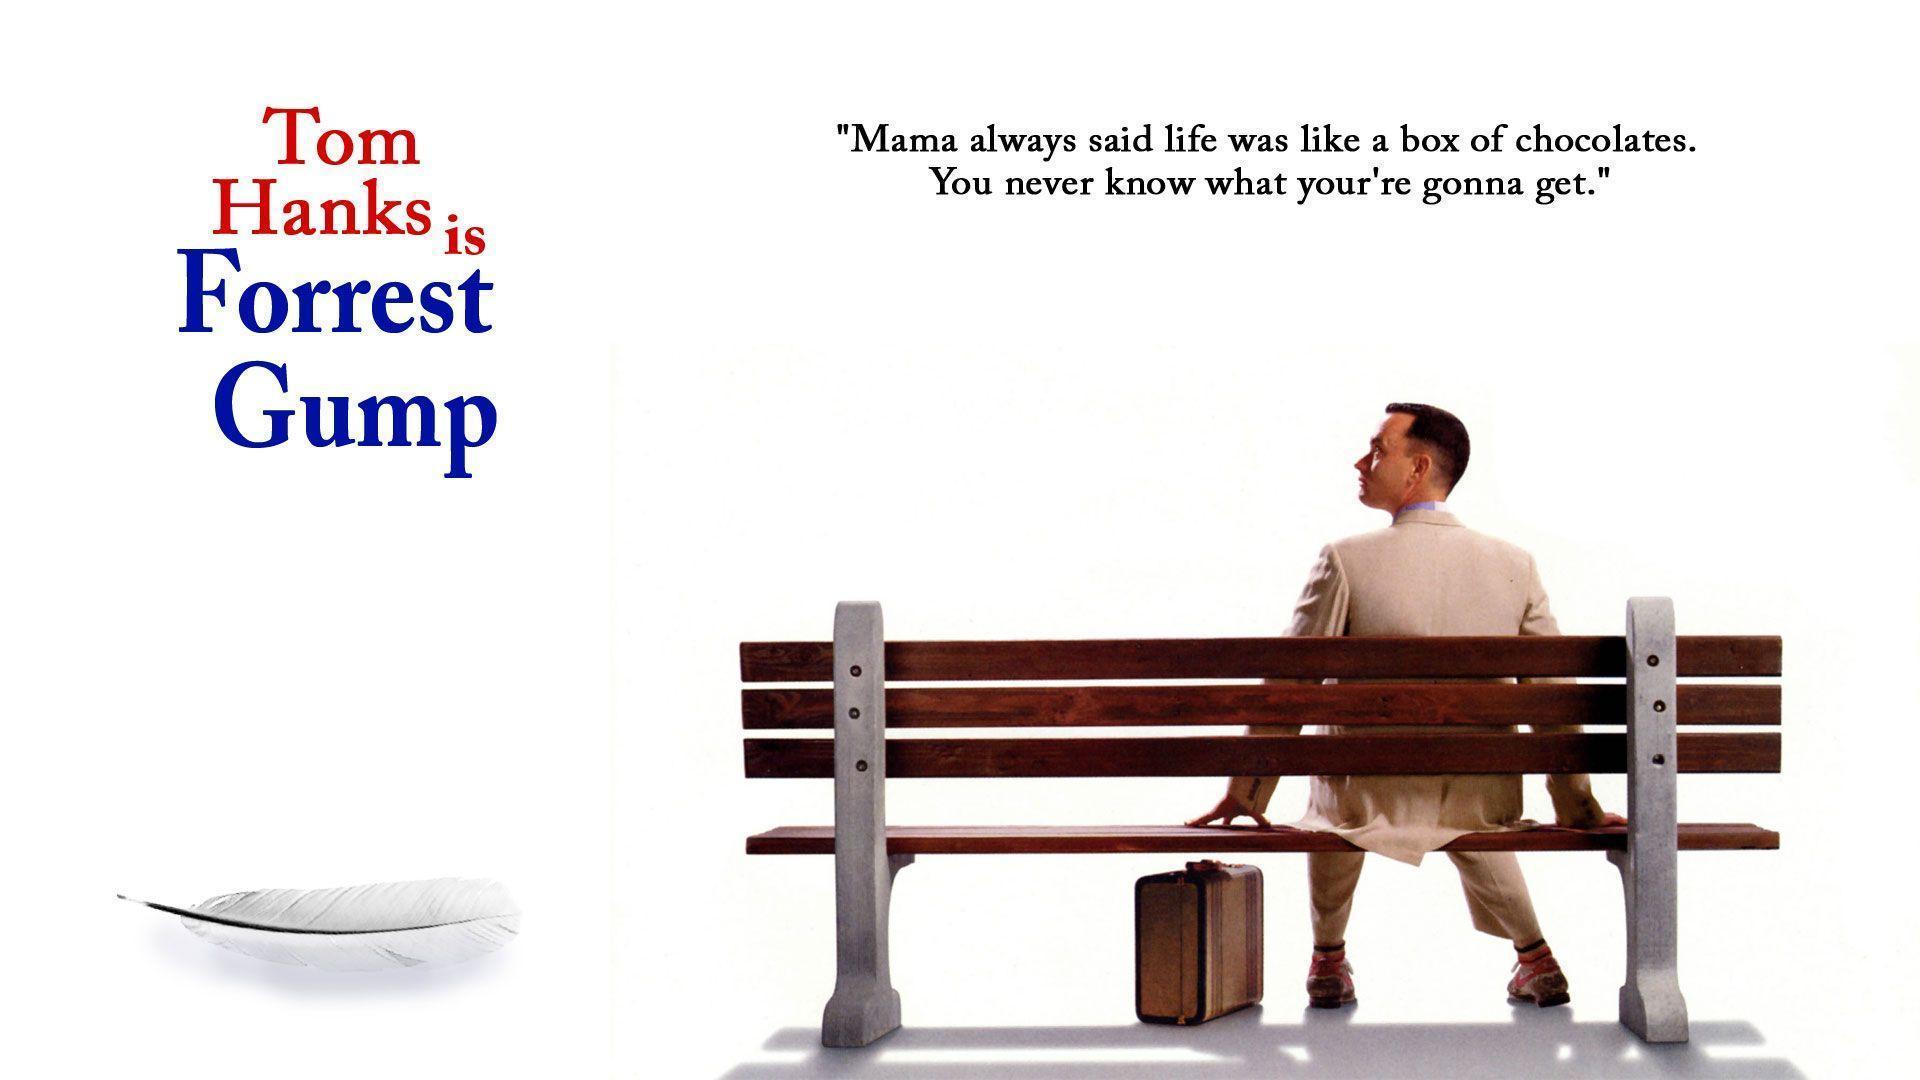 Tom
Hanks is
Forrest
Gump
"Mama always said life was like a box of chocolates.
You never know what your're gonna get."